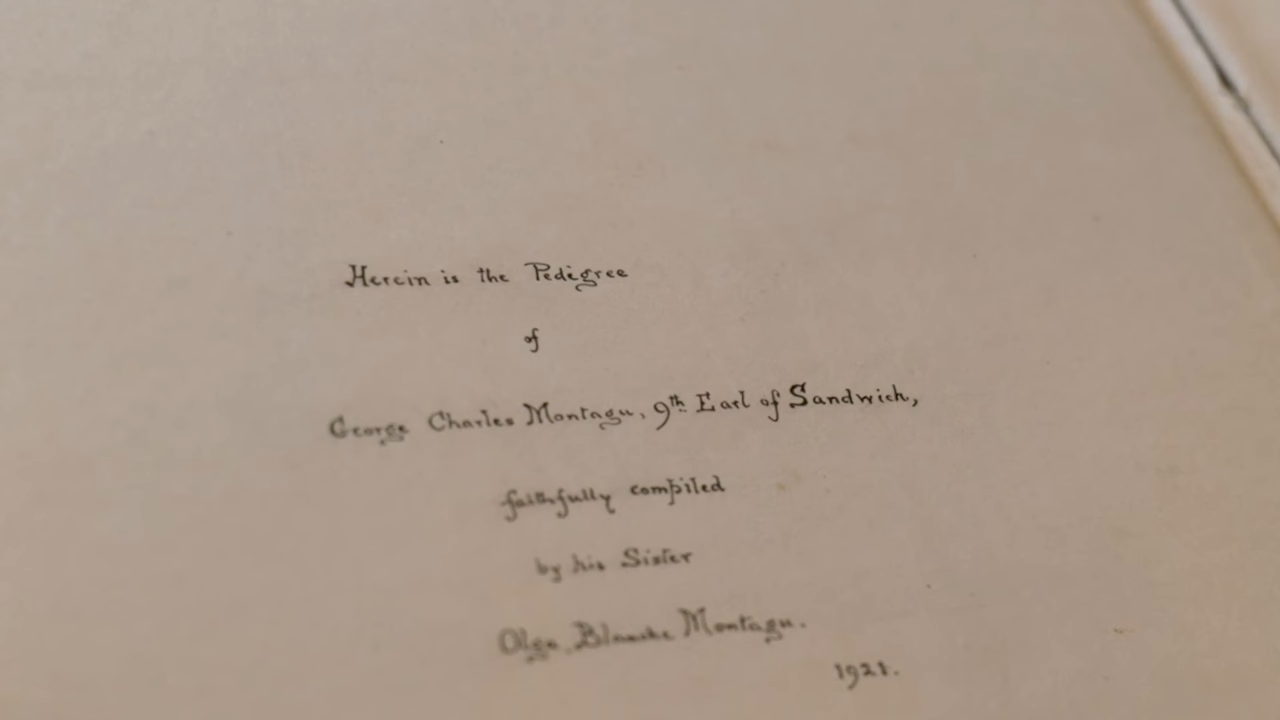 Herein is the Pedigree
of
George Charles Montagu, 9th Earl of Sandwich,
faithfully compiled
by his Sister
Olga Blanche Montagu.
1921.